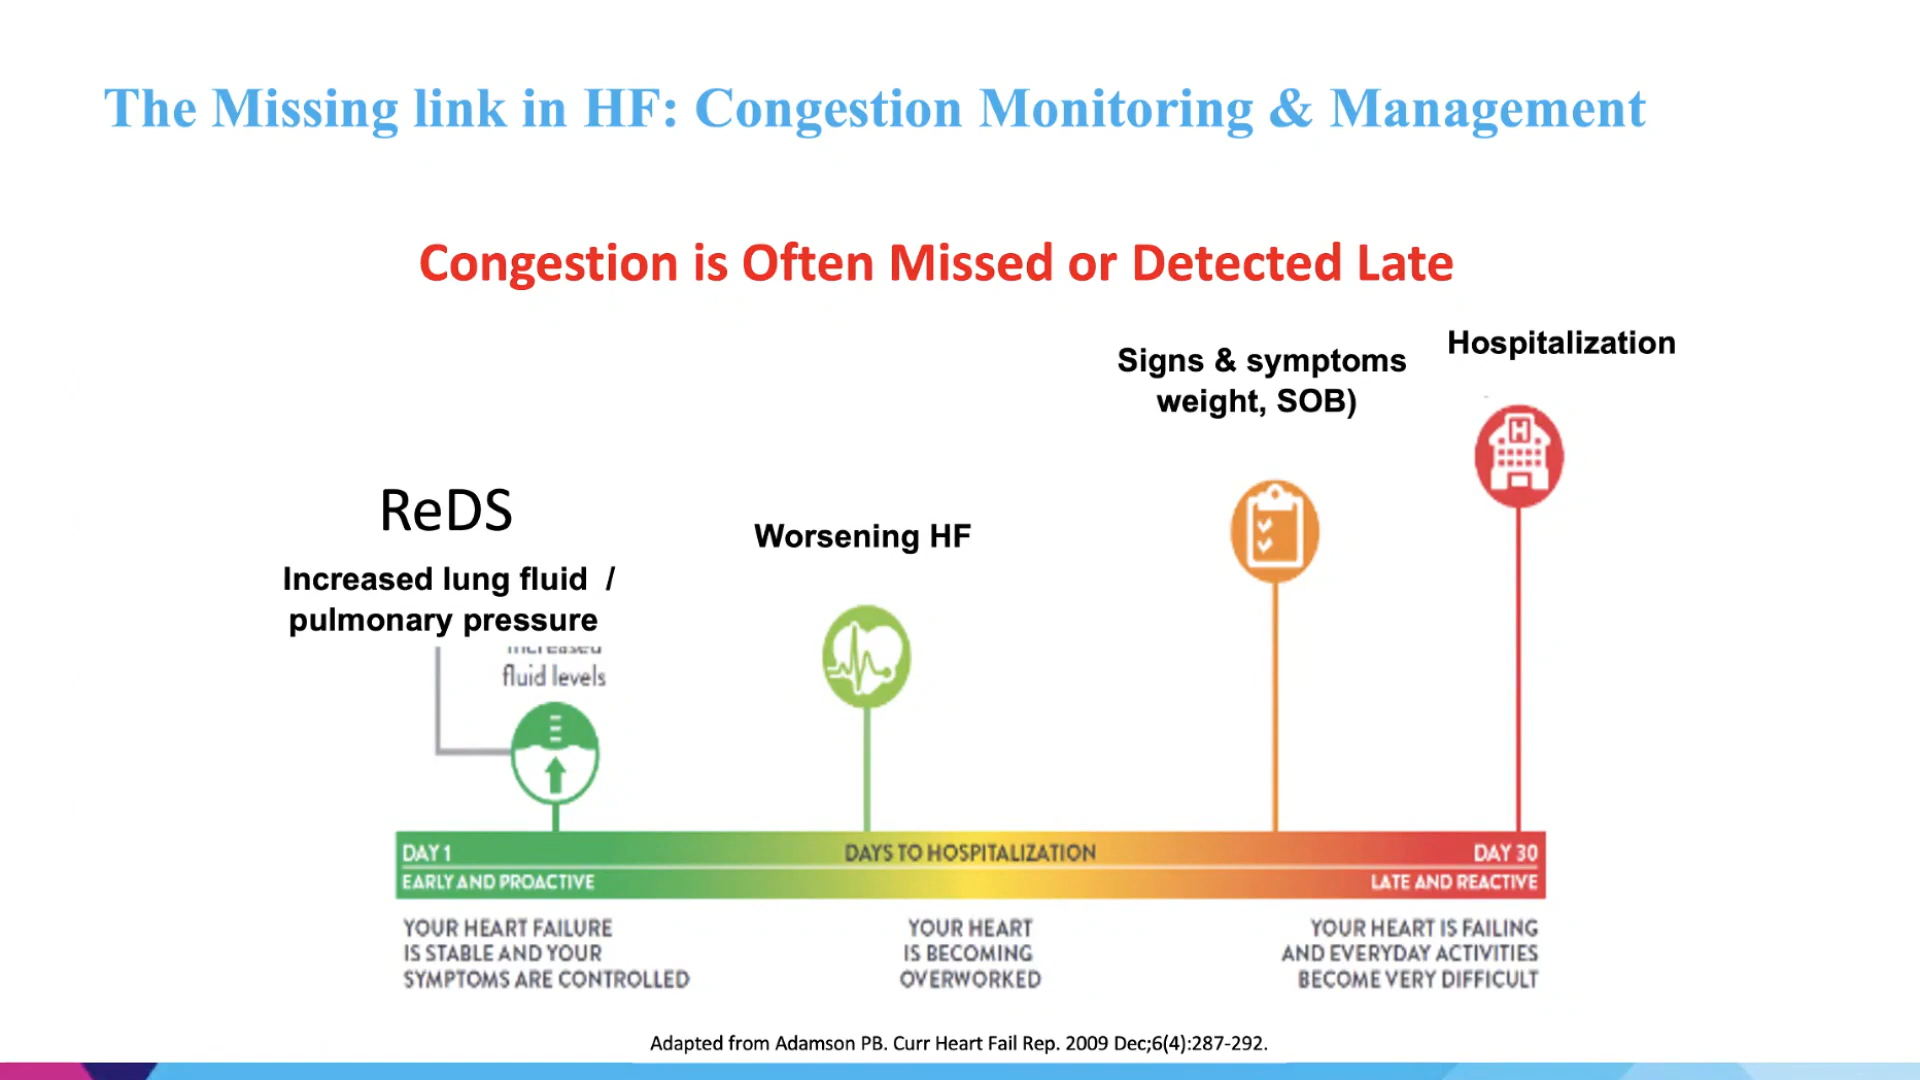 The Missing link in HF: Congestion Monitoring & Management
Congestion is Often Missed or Detected Late
Hospitalization
Signs & symptoms
weight, SOB)
H
ReDS
Worsening HF
Increased lung fluid /
pulmonary pressure
increased
fluid levels
DAY 1
DAYS TO HOSPITALIZATION
DAY 30
EARLY AND PROACTIVE
LATE AND REACTIVE
YOUR HEART FAILURE
IS STABLE AND YOUR
SYMPTOMS ARE CONTROLLED
YOUR HEART
IS BECOMING
OVERWORKED
YOUR HEART IS FAILING
AND EVERYDAY ACTIVITIES
BECOME VERY DIFFICULT
Adapted from Adamson PB. Curr Heart Fail Rep. 2009 Dec;6(4):287-292.